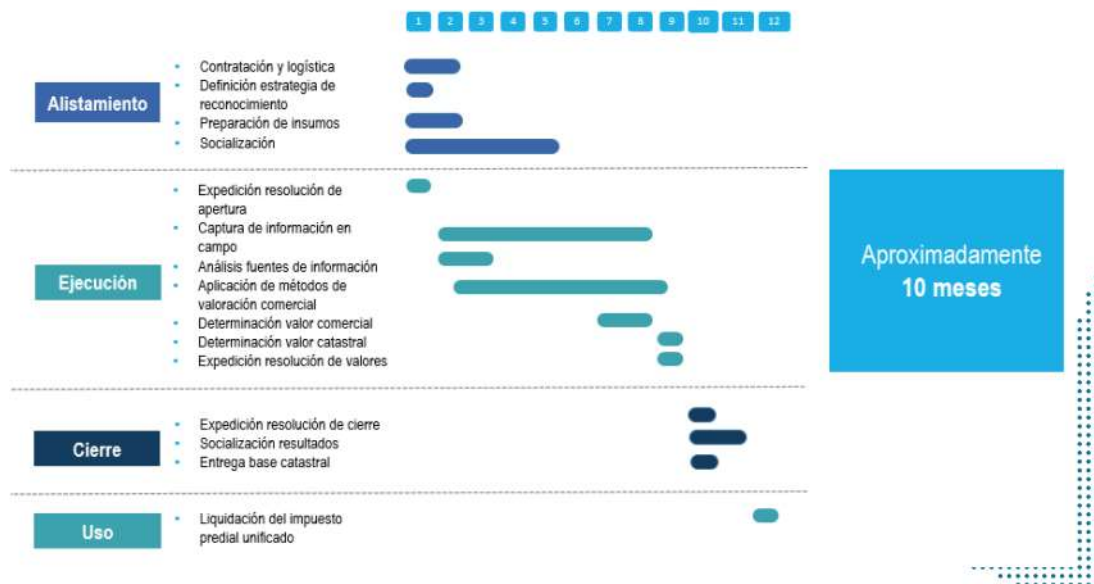 1 2 3 4 5 6 7 8 9 10 11 12
Alistamiento
• Contratación y logística
• Definición estrategia de
reconocimiento
• Preparación de insumos
• Socialización
Ejecución
• Expedición resolución de
apertura
• Captura de información en
campo
• Análisis fuentes de información
• Aplicación de métodos de
valoración comercial
• Determinación valor comercial
• Determinación valor catastral
• Expedición resolución de valores
Aproximadamente
10 meses
Cierre
• Expedición resolución de cierre
• Socialización resultados
• Entrega base catastral
Uso
• Liquidación del impuesto
predial unificado